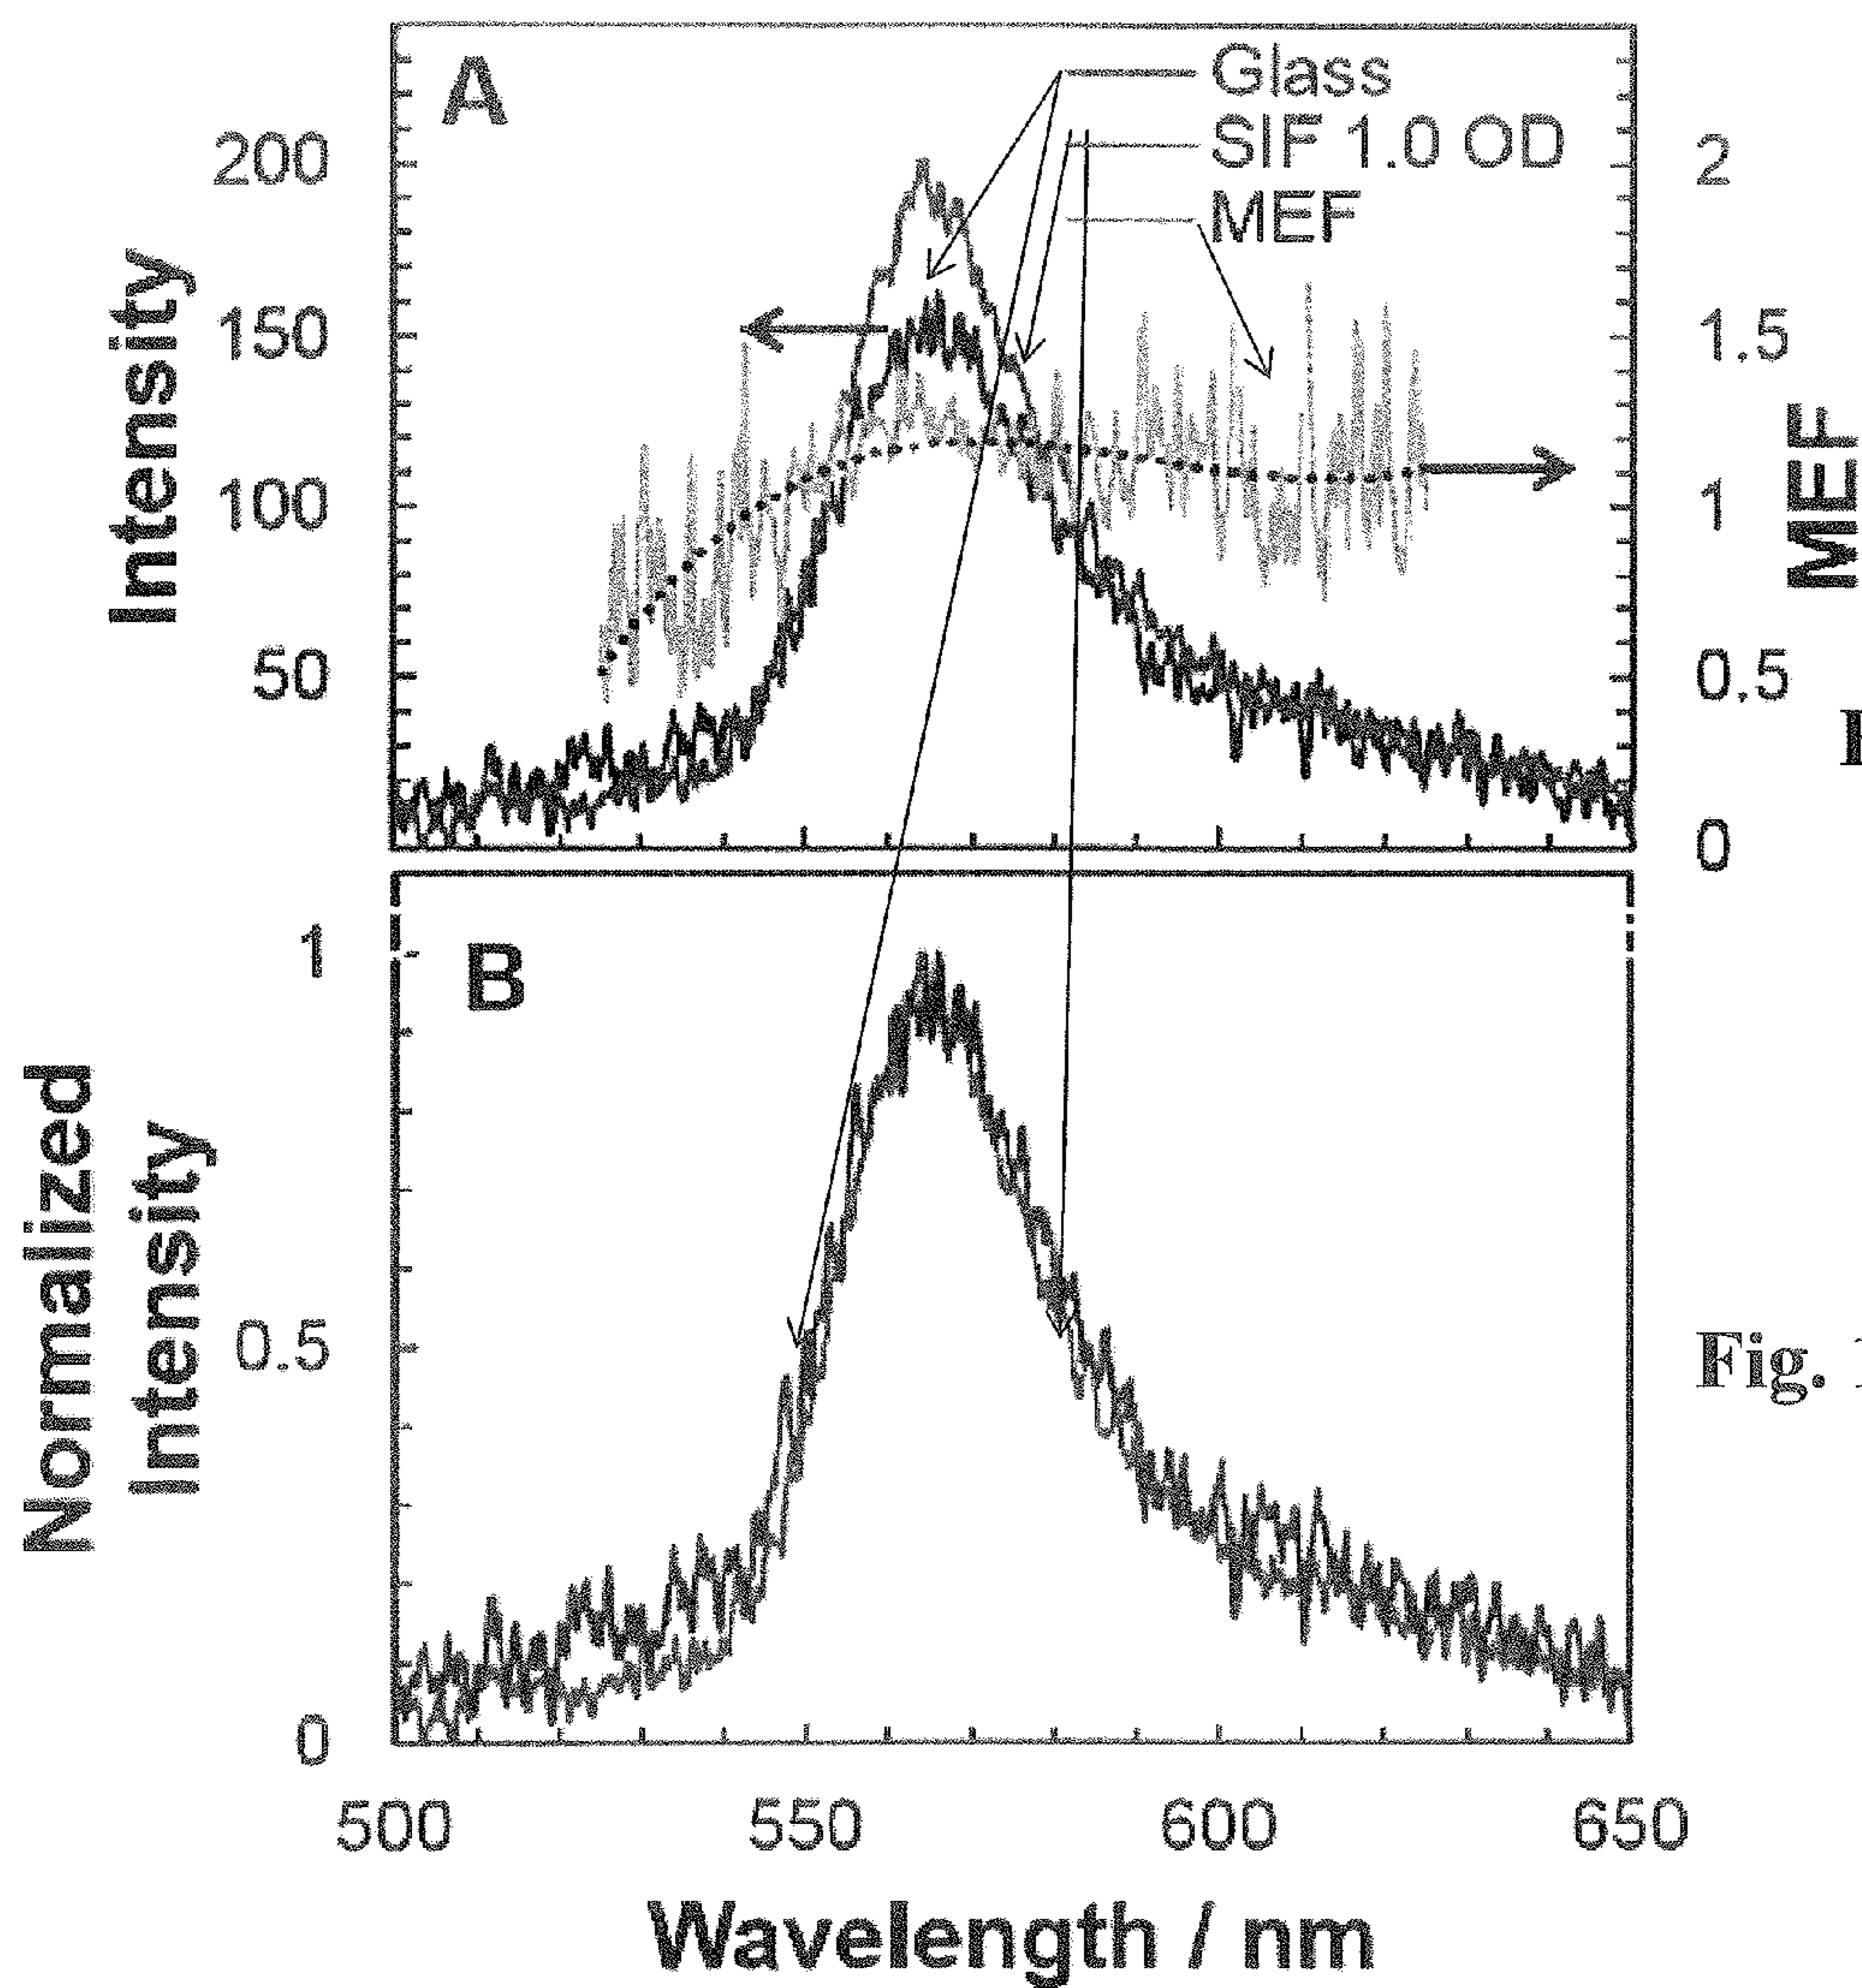 A
Glass
SIF 1.0 OD
MEF
Intensity
200
150
100
50
2
1.5
1
0.5
0
MEF
B
Normalized
Intensity
1
0.5
0
Fig.
500 550 600 650
Wavelength / nm